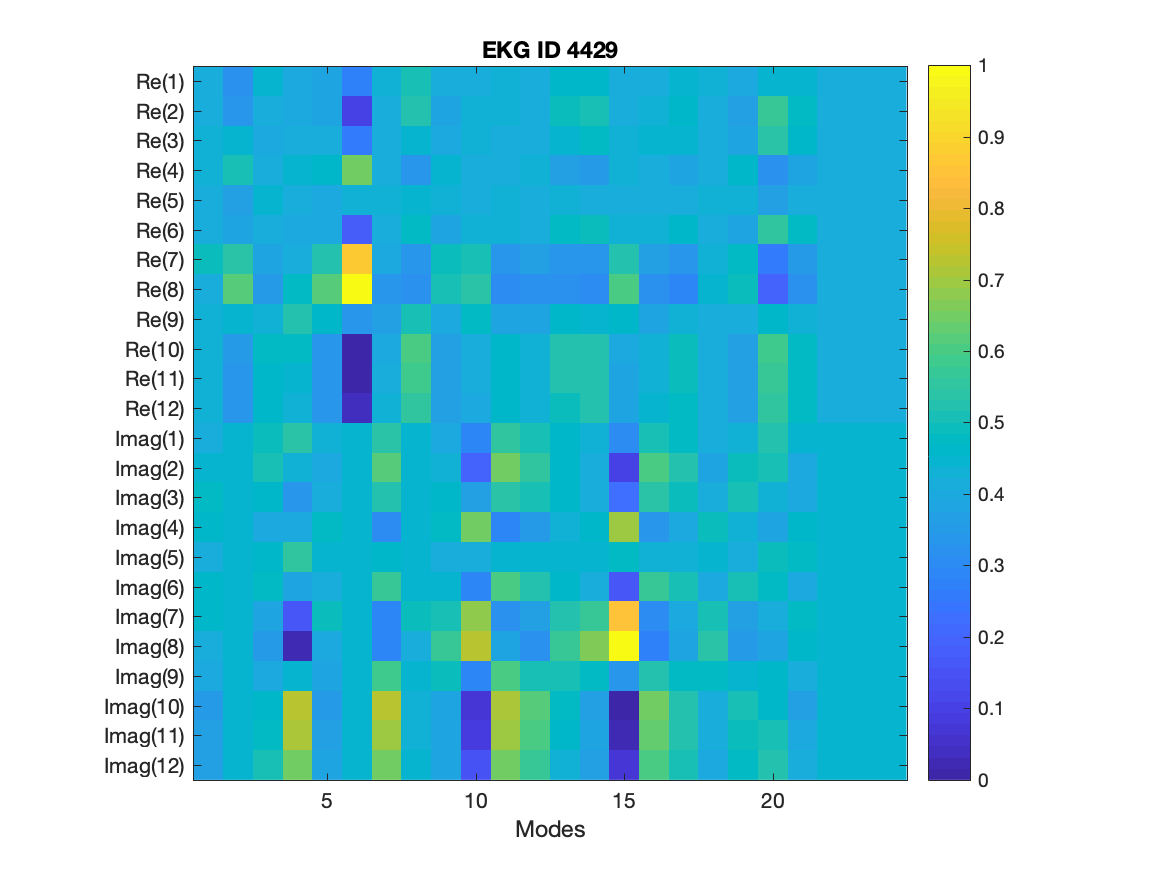 EKG ID 4429
Re(1)
Re(2)
Re(3)
Re(4)
Re(5)
Re(6)
Re(7)
Re(8)
Re(9)
Re(10)
Re(11)
Re(12)
Imag(1)
Imag(2)
Imag(3)
Imag(4)
Imag(5)
Imag(6)
Imag(7)
Imag(8)
Imag(9)
Imag(10)
Imag(11)
Imag(12)
5 10 15 20
Modes
1
0.9
0.8
0.7
0.6
0.5
0.4
0.3
0.2
0.1
0